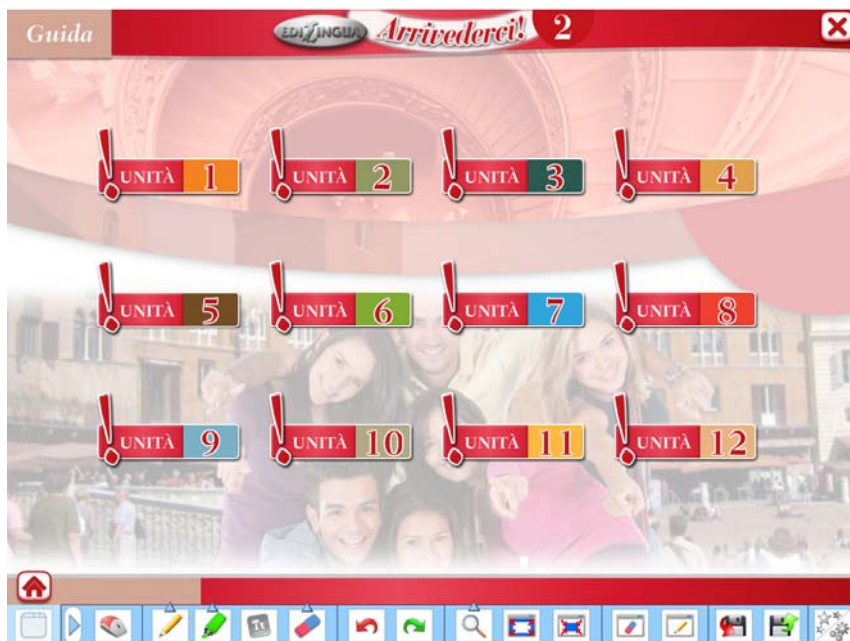 Guida EDIZINGUA Arrivederci! 2
! UNITÀ 1 ! UNITÀ 2 ! UNITÀ 3 ! UNITÀ 4
! UNITÀ 5 ! UNITÀ 6 ! UNITÀ 7 ! UNITÀ 8
! UNITÀ 9 ! UNITÀ 10 ! UNITÀ 11 ! UNITÀ 12
Tt